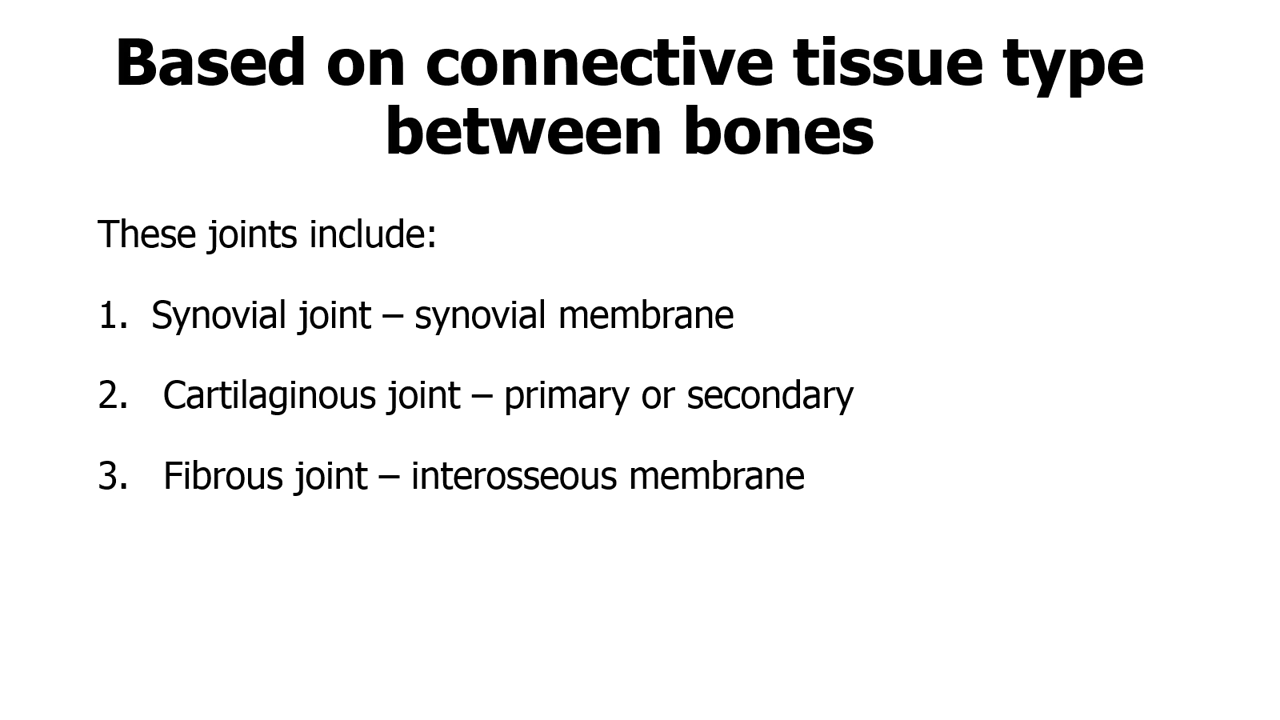 Based on connective tissue type
between bones
These joints include:
1. Synovial joint – synovial membrane
2. Cartilaginous joint – primary or secondary
3. Fibrous joint – interosseous membrane